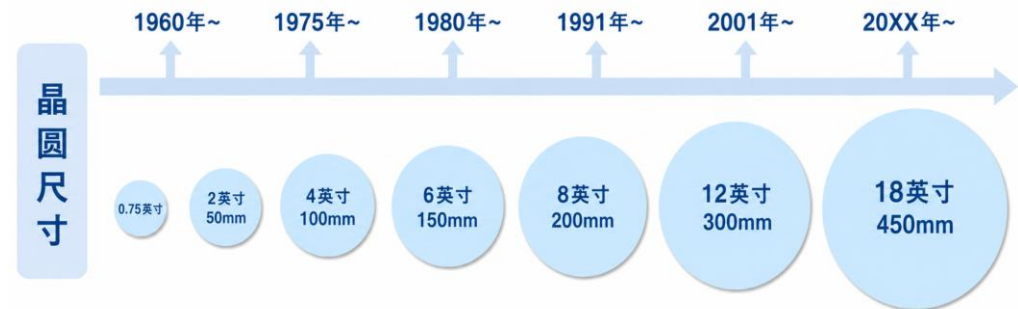 1960年~
1975年~
1980年~
1991年~
2001年~
20XX年~
晶圆尺寸
0.75英寸
2英寸
50mm
4英寸
100mm
6英寸
150mm
8英寸
200mm
12英寸
300mm
18英寸
450mm